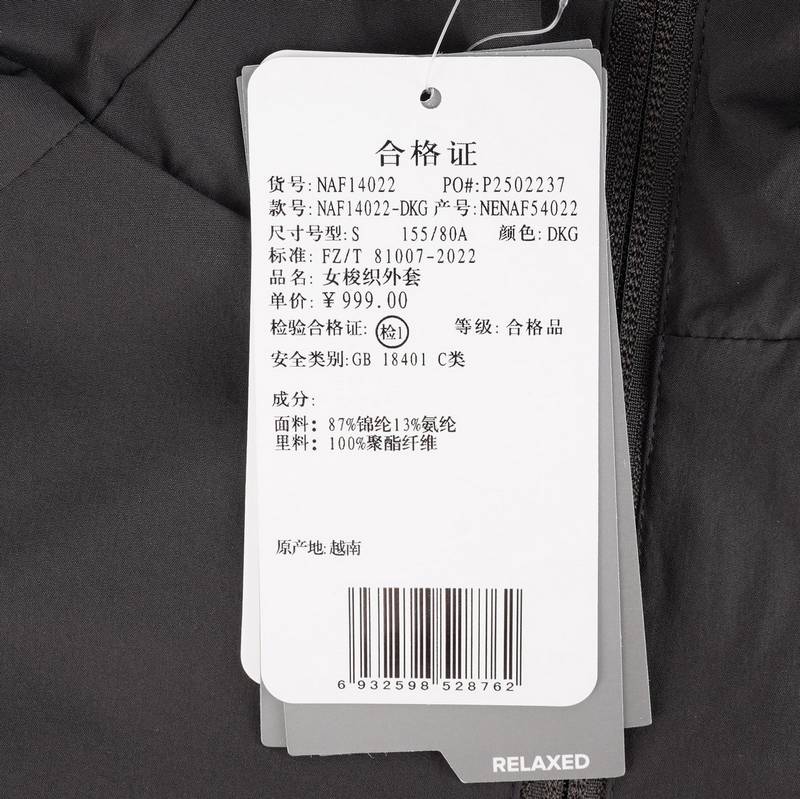 合格证
货号: NAF14022 PO#:P2502237
款号: NAF14022-DKG 产号: NENAF54022
尺寸号型: S 155/80A 颜色: DKG
标准: FZ/T 81007-2022
品名: 女梭织外套
单价: ¥999.00
检验合格证: 检1 等级: 合格品
安全类别:GB 18401 C类
成分:
面料: 87%锦纶13%氨纶
里料: 100%聚酯纤维
原产地: 越南
6 932598 528762
RELAXED